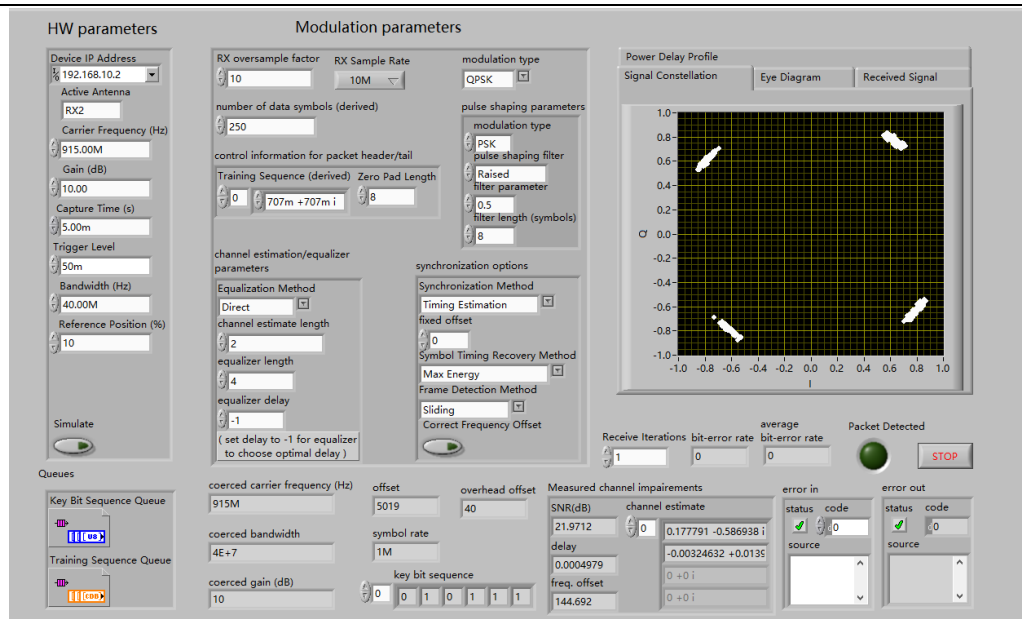 HW parameters
Modulation parameters
Device IP Address
192.168.10.2
Active Antenna
RX2
Carrier Frequency (Hz)
915.00M
Gain (dB)
10.00
Capture Time (s)
5.00m
Trigger Level
50m
Bandwidth (Hz)
40.00M
Reference Position (%)
10
Simulate
RX oversample factor
10
RX Sample Rate
10M
modulation type
QPSK
number of data symbols (derived)
250
control information for packet header/tail
Training Sequence (derived)
0
707m +707m i
Zero Pad Length
8
pulse shaping parameters
modulation type
PSK
pulse shaping filter
Raised
filter parameter
0.5
filter length (symbols)
8
channel estimation/equalizer
parameters
Equalization Method
Direct
channel estimate length
2
equalizer length
4
equalizer delay
-1
( set delay to -1 for equalizer
to choose optimal delay )
synchronization options
Synchronization Method
Timing Estimation
fixed offset
0
Symbol Timing Recovery Method
Max Energy
Frame Detection Method
Sliding
Correct Frequency Offset
Power Delay Profile
Signal Constellation
Eye Diagram
Received Signal
1.0
0.8
0.6
0.4
0.2
0.0
-0.2
-0.4
-0.6
-0.8
-1.0
Q
-1.0 -0.8 -0.6 -0.4 -0.2 0.0 0.2 0.4 0.6 0.8 1.0
I
Receive Iterations
1
bit-error rate
0
average
bit-error rate
0
Packet Detected
STOP
Queues
Key Bit Sequence Queue
U8
Training Sequence Queue
CDB
coerced carrier frequency (Hz)
915M
coerced bandwidth
4E+7
coerced gain (dB)
10
offset
5019
symbol rate
1M
overhead offset
40
key bit sequence
0
0 1 0 1 1 1
Measured channel impairements
SNR(dB)
21.9712
delay
0.0004979
freq. offset
144.692
channel estimate
0
0.177791 -0.586938 i
-0.00324632 +0.0139
0 +0 i
0 +0 i
error in
status code
0
source
error out
status code
0
source